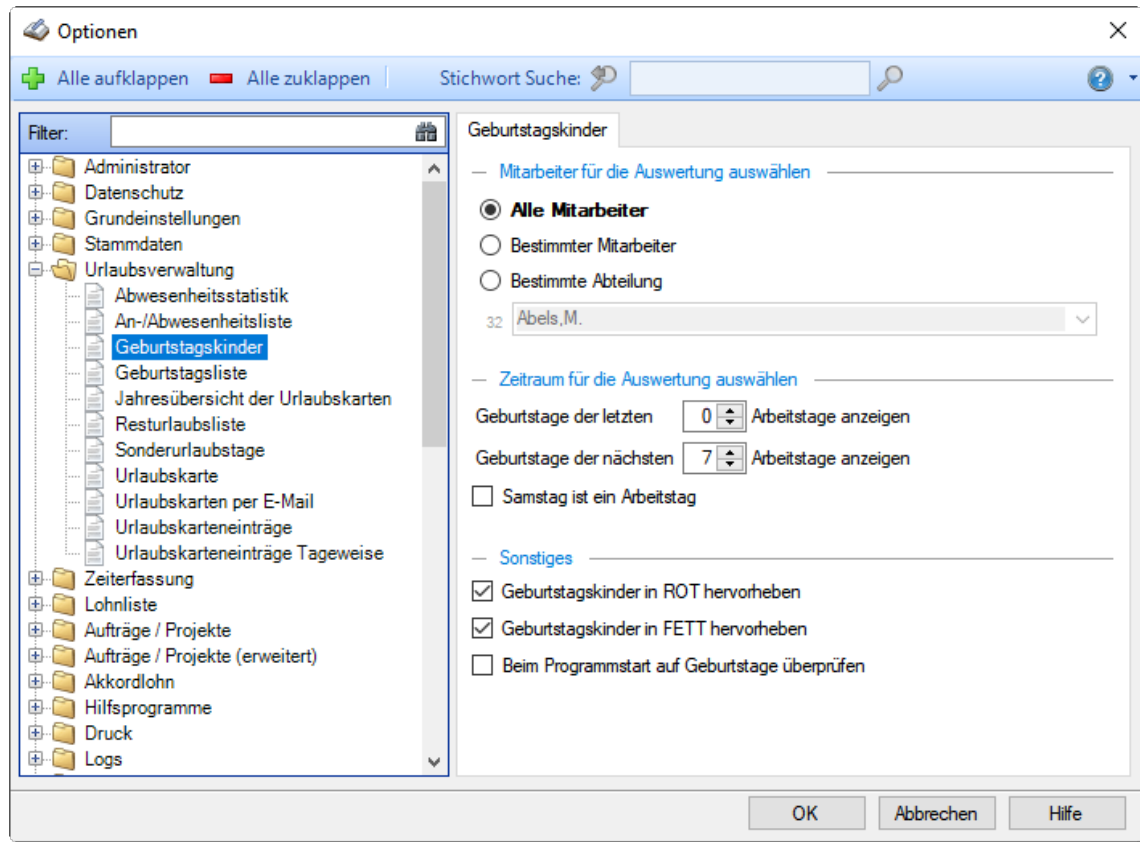 Optionen
Alle aufklappen Alle zuklappen Stichwort Suche:
Filter:
Administrator
Datenschutz
Grundeinstellungen
Stammdaten
Urlaubsverwaltung
Abwesenheitsstatistik
An-/Abwesenheitsliste
Geburtstagskinder
Geburtstagsliste
Jahresübersicht der Urlaubskarten
Resturlaubsliste
Sonderurlaubstage
Urlaubskarte
Urlaubskarten per E-Mail
Urlaubskarteneinträge
Urlaubskarteneinträge Tageweise
Zeiterfassung
Lohnliste
Aufträge / Projekte
Aufträge / Projekte (erweitert)
Akkordlohn
Hilfsprogramme
Druck
Logs
Geburtstagskinder
Mitarbeiter für die Auswertung auswählen
Alle Mitarbeiter
Bestimmter Mitarbeiter
Bestimmte Abteilung
32 Abels,M.
Zeitraum für die Auswertung auswählen
Geburtstage der letzten 0 Arbeitstage anzeigen
Geburtstage der nächsten 7 Arbeitstage anzeigen
Samstag ist ein Arbeitstag
Sonstiges
Geburtstagskinder in ROT hervorheben
Geburtstagskinder in FETT hervorheben
Beim Programmstart auf Geburtstage überprüfen
OK Abbrechen Hilfe